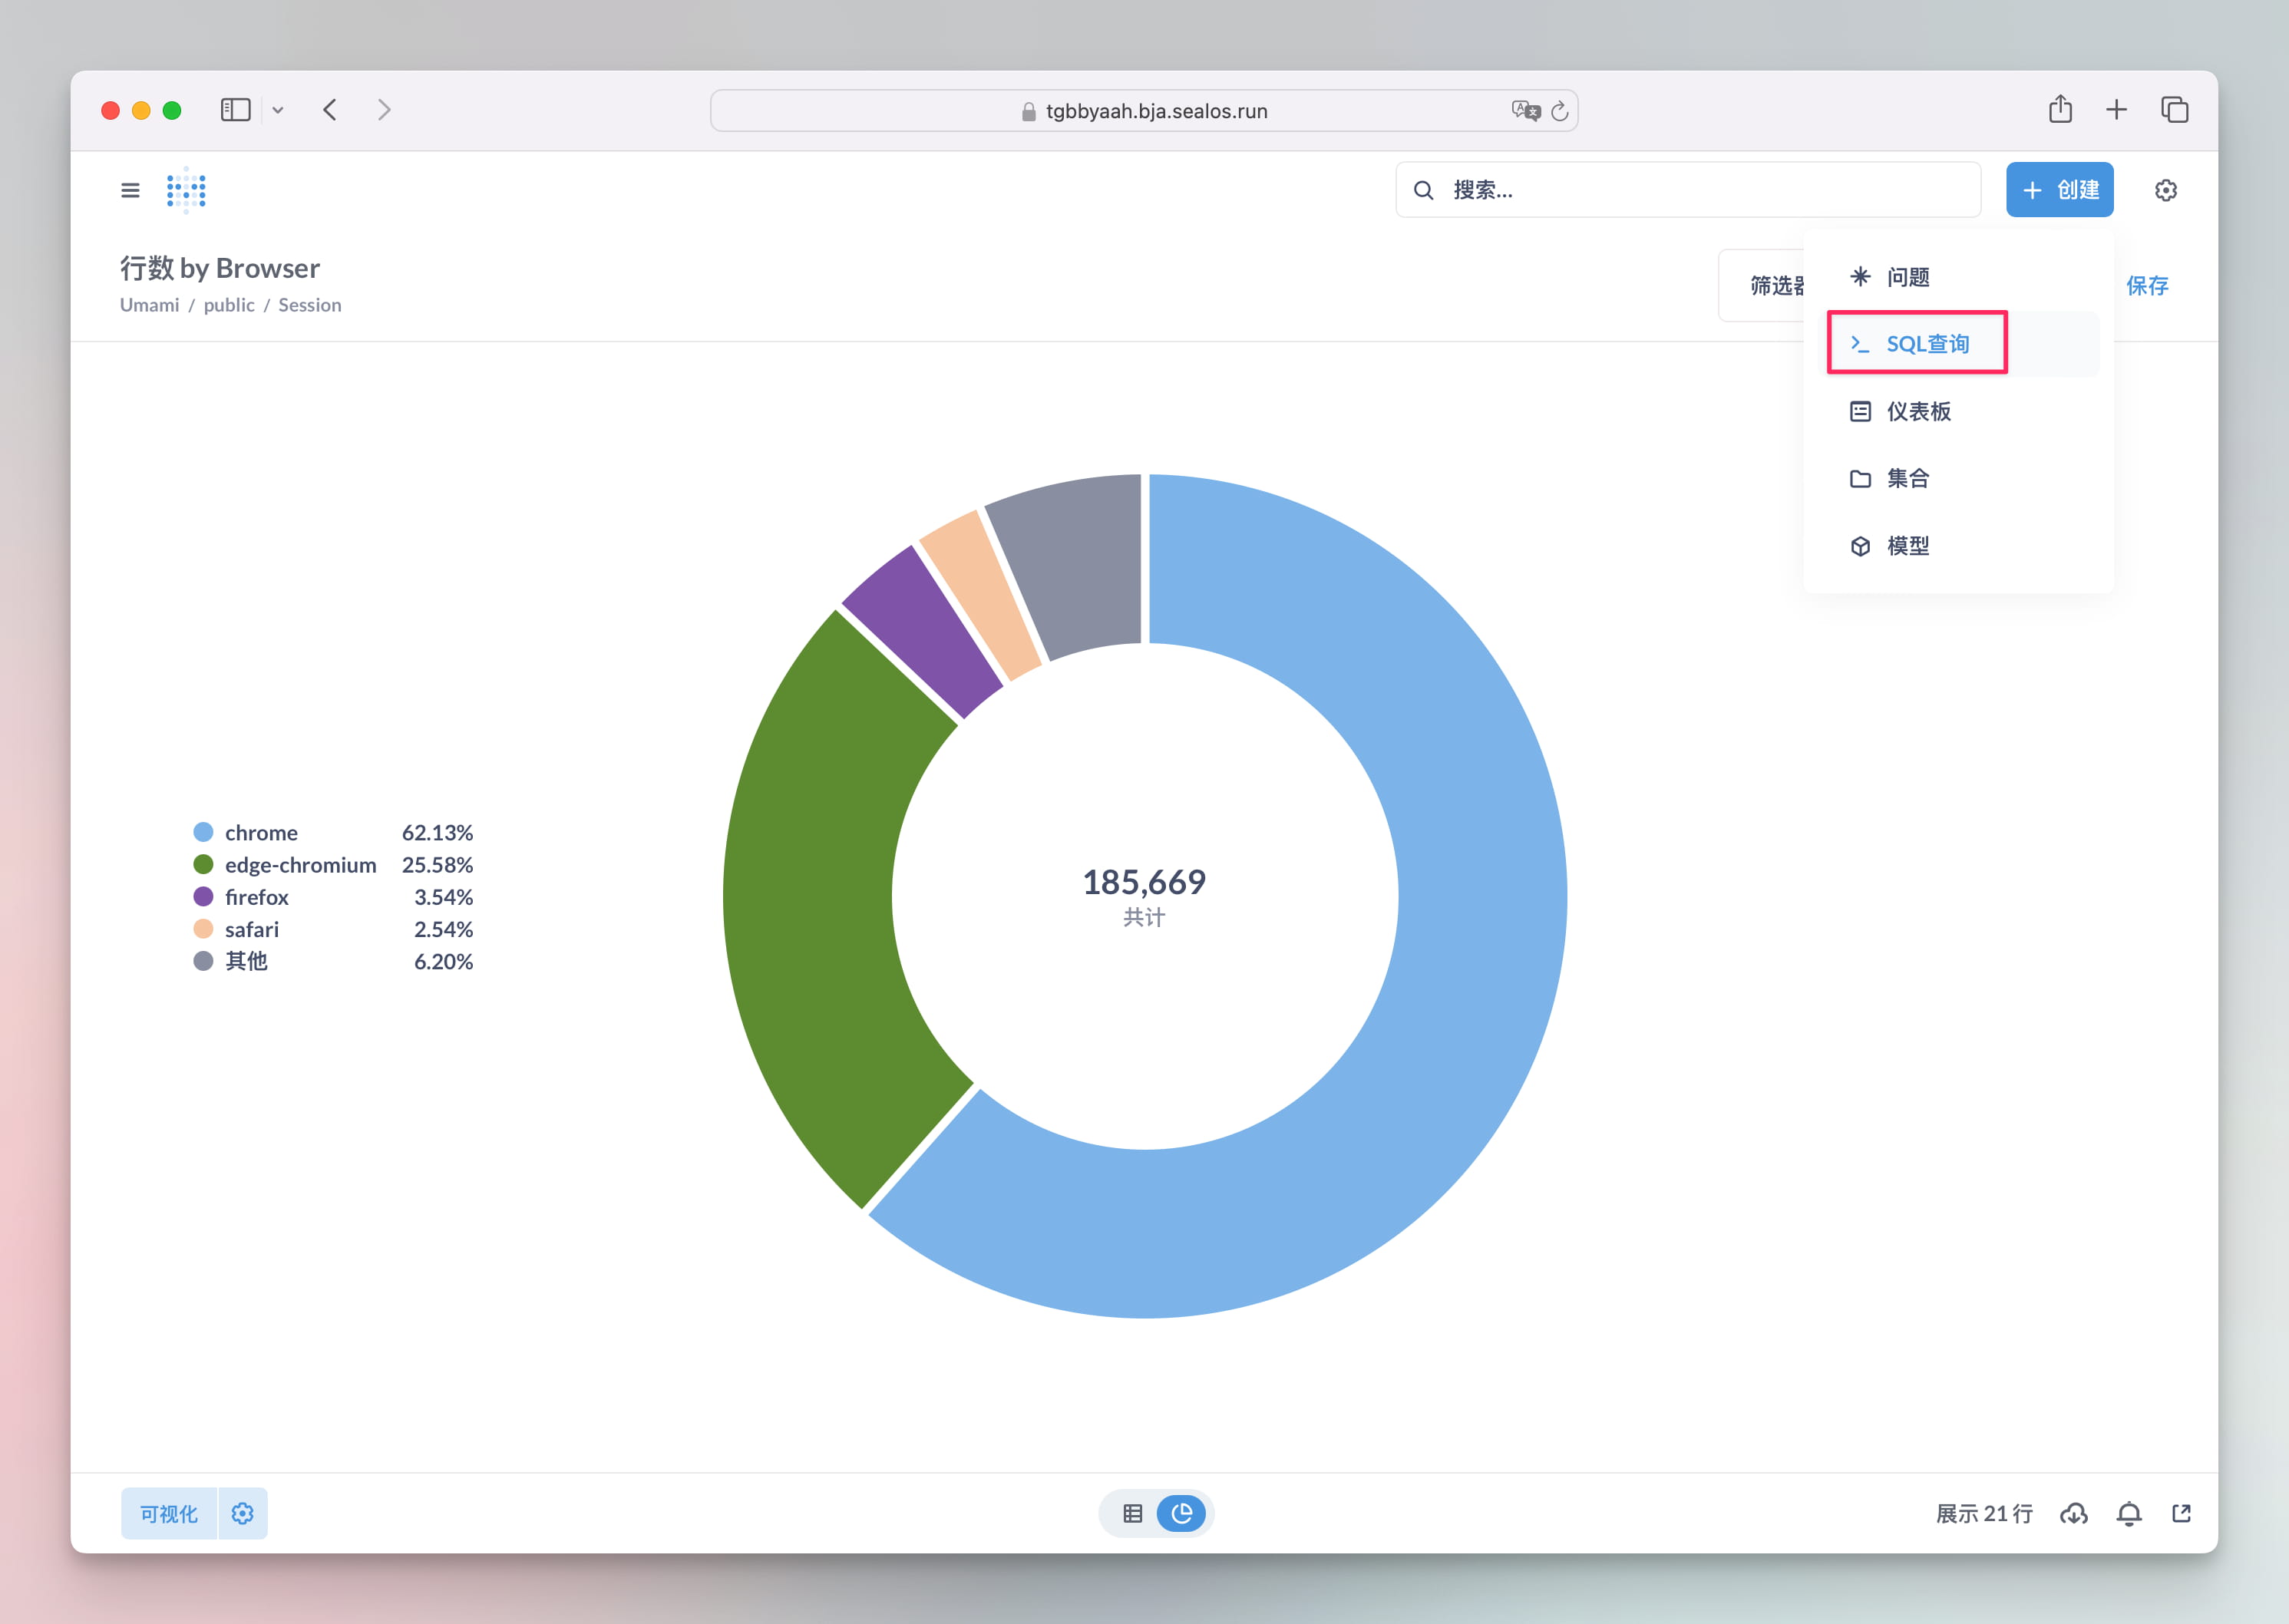 tgbbyaah.bja.sealos.run
搜索...
创建
行数 by Browser
Umami / public / Session
筛选器
保存
问题
SQL查询
仪表板
集合
模型
chrome 62.13%
edge-chromium 25.58%
firefox 3.54%
safari 2.54%
其他 6.20%
185,669
共计
可视化
展示 21 行